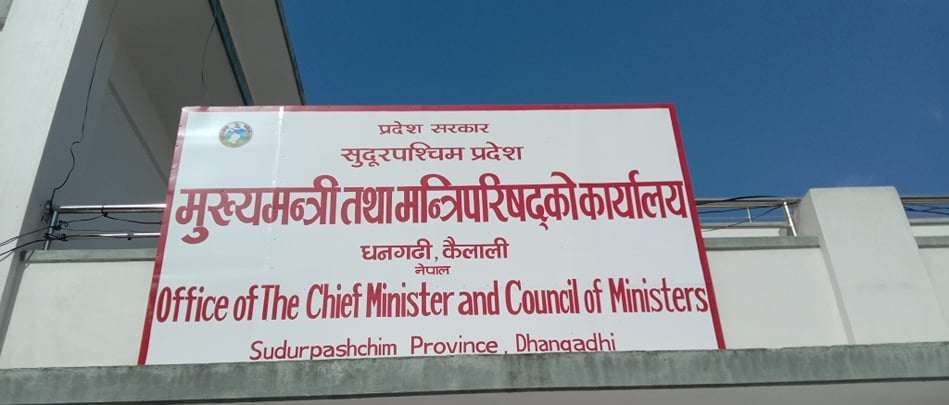 प्रदेश सरकार
सुदूरपश्चिम प्रदेश
मुख्यमन्त्री तथा मन्त्रिपरिषद्को कार्यालय
धनगढी, कैलाली
नेपाल
Office of The Chief Minister and Council of Ministers
Sudurpashchim Province, Dhangadhi